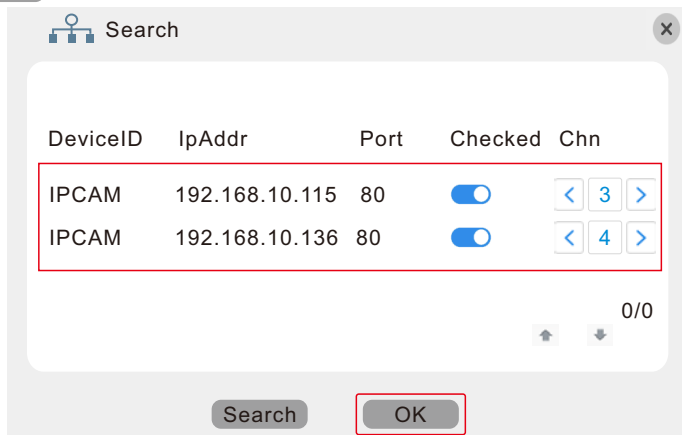 Search
DeviceID IpAddr Port Checked Chn
IPCAM 192.168.10.115 80 < 3 >
IPCAM 192.168.10.136 80 < 4 >
0/0
Search OK